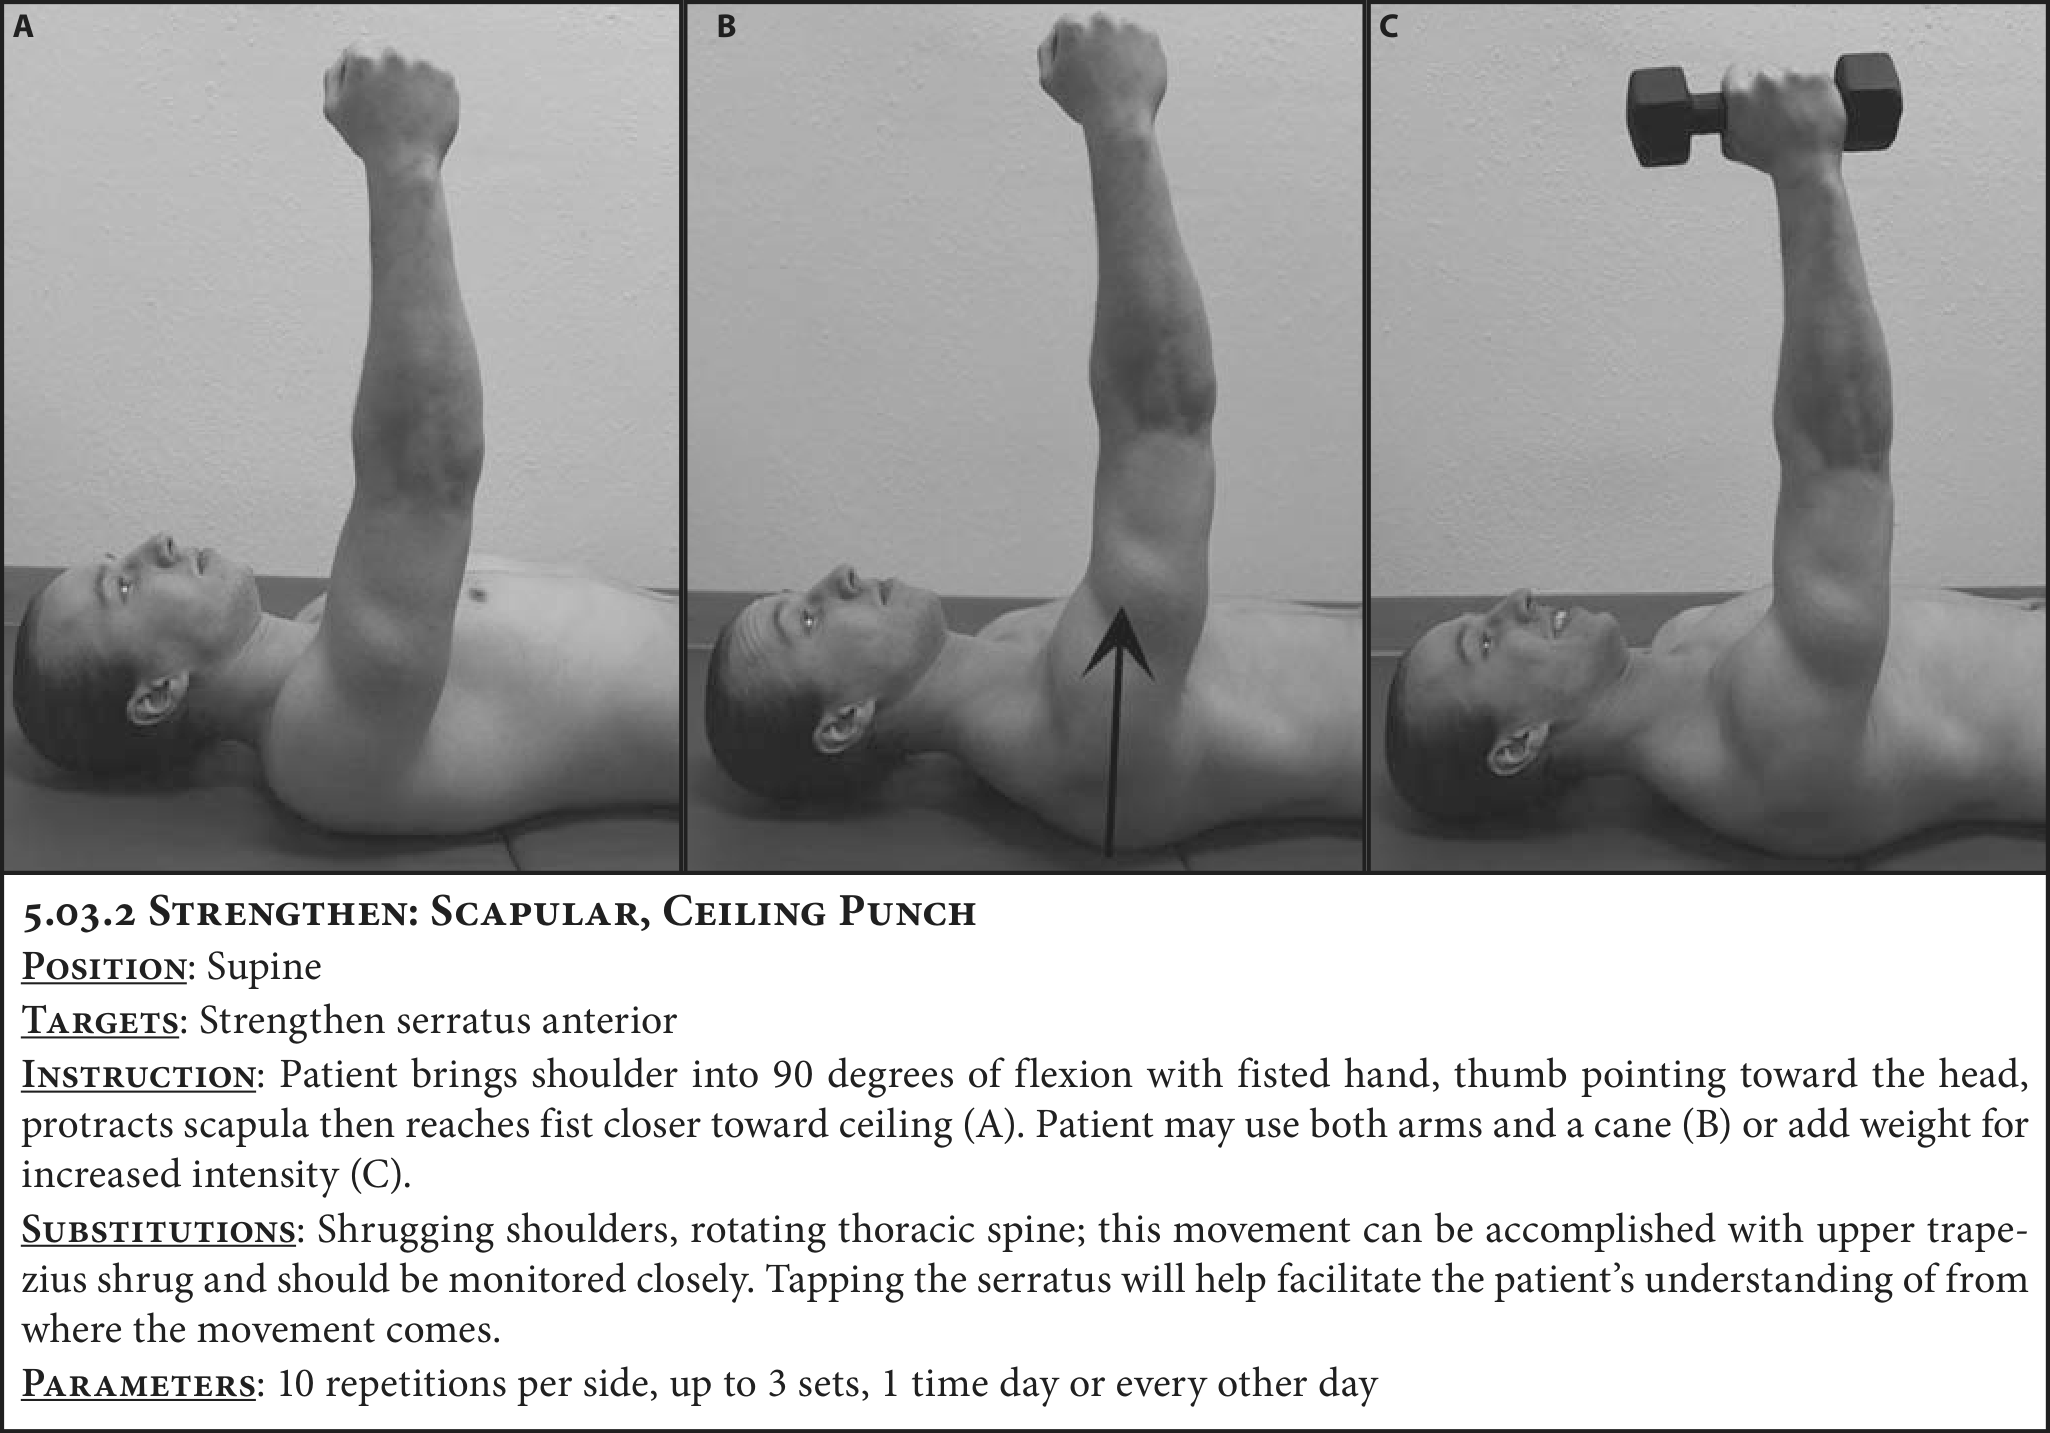 A
B
C
5.03.2 Strengthen: Scapular, Ceiling Punch
Position: Supine
Targets: Strengthen serratus anterior
Instruction: Patient brings shoulder into 90 degrees of flexion with fisted hand, thumb pointing toward the head,
protracts scapula then reaches fist closer toward ceiling (A). Patient may use both arms and a cane (B) or add weight for
increased intensity (C).
Substitutions: Shrugging shoulders, rotating thoracic spine; this movement can be accomplished with upper trape-
zius shrug and should be monitored closely. Tapping the serratus will help facilitate the patient’s understanding of from
where the movement comes.
Parameters: 10 repetitions per side, up to 3 sets, 1 time day or every other day